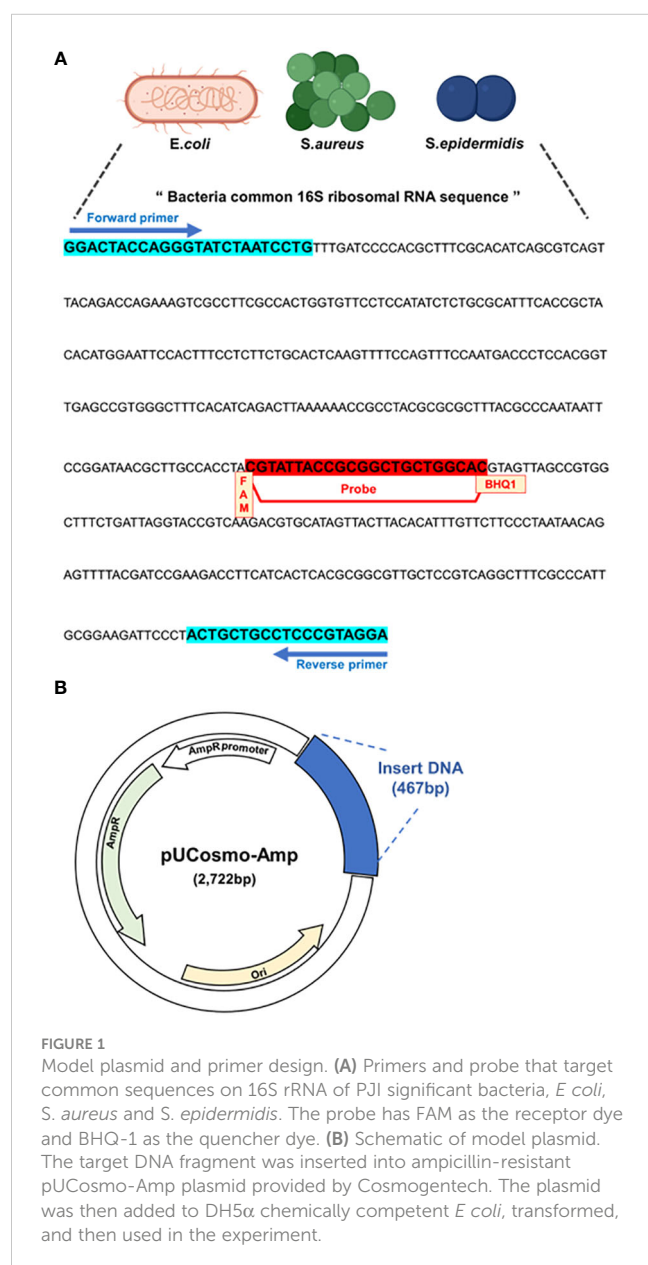 A
E.coli
S.aureus
S.epidermidis
“ Bacteria common 16S ribosomal RNA sequence ”
Forward primer
GGACTACCAGGGTATCTAATCCTGTTTGATCCCCACGCTTTCGCACATCAGCGTCAGT
TACAGACCAGAAAGTCGCCTTCGCCACTGGTGTTCCTCCATATCTCTGCGCATTTCACCGCTA
CACATGGAATTCCACTTTCCTCTTCTGCACTCAAGTTTTCCAGTTTCCAATGACCCTCCACGGT
TGAGCCGTGGGCTTTCACATCAGACTTAAAAAACCGCCTACGCGCGCTTTACGCCCAATAATT
CCGGATAACGCTTGCCACCTACGTATTACCGCGGCTGCTGGCACGTAGTTAGCCGTGG
FAM
Probe
BHQ1
CTTTCTGATTAGGTACCGTCAAGACGTGCATAGTTACTTACACATTTGTTCTTCCCTAATAACAG
AGTTTTACGATCCGAAGACCTTCATCACTCACGCGGCGTTGCTCCGTCAGGCTTTCGCCCATT
GCGGAAGATTCCCTACTGCTGCCTCCCGTAGGA
Reverse primer
B
AmpR promoter
AmpR
Insert DNA
(467bp)
pUCosmo-Amp
(2,722bp)
Ori
FIGURE 1
Model plasmid and primer design. (A) Primers and probe that target
common sequences on 16S rRNA of PJI significant bacteria, E coli,
S. aureus and S. epidermidis. The probe has FAM as the receptor dye
and BHQ-1 as the quencher dye. (B) Schematic of model plasmid.
The target DNA fragment was inserted into ampicillin-resistant
pUCosmo-Amp plasmid provided by Cosmogentech. The plasmid
was then added to DH5α chemically competent E coli, transformed,
and then used in the experiment.